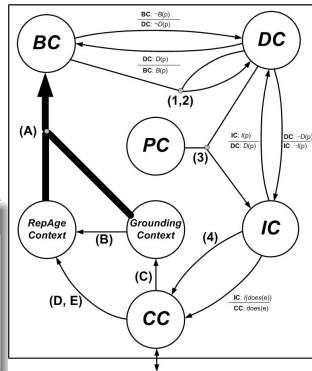 BC: ¬B(p)
DC: ¬D(p)
BC
DC
DC: D(p)
BC: B(p)
(1,2)
(A)
PC
(3)
IC: I(p)
DC: D(p)
DC: ¬D(p)
IC: ¬I(p)
RepAge
Context
(B)
Grounding
Context
IC
(4)
(C)
(D, E)
CC
IC: I(does(e))
CC: does(e)